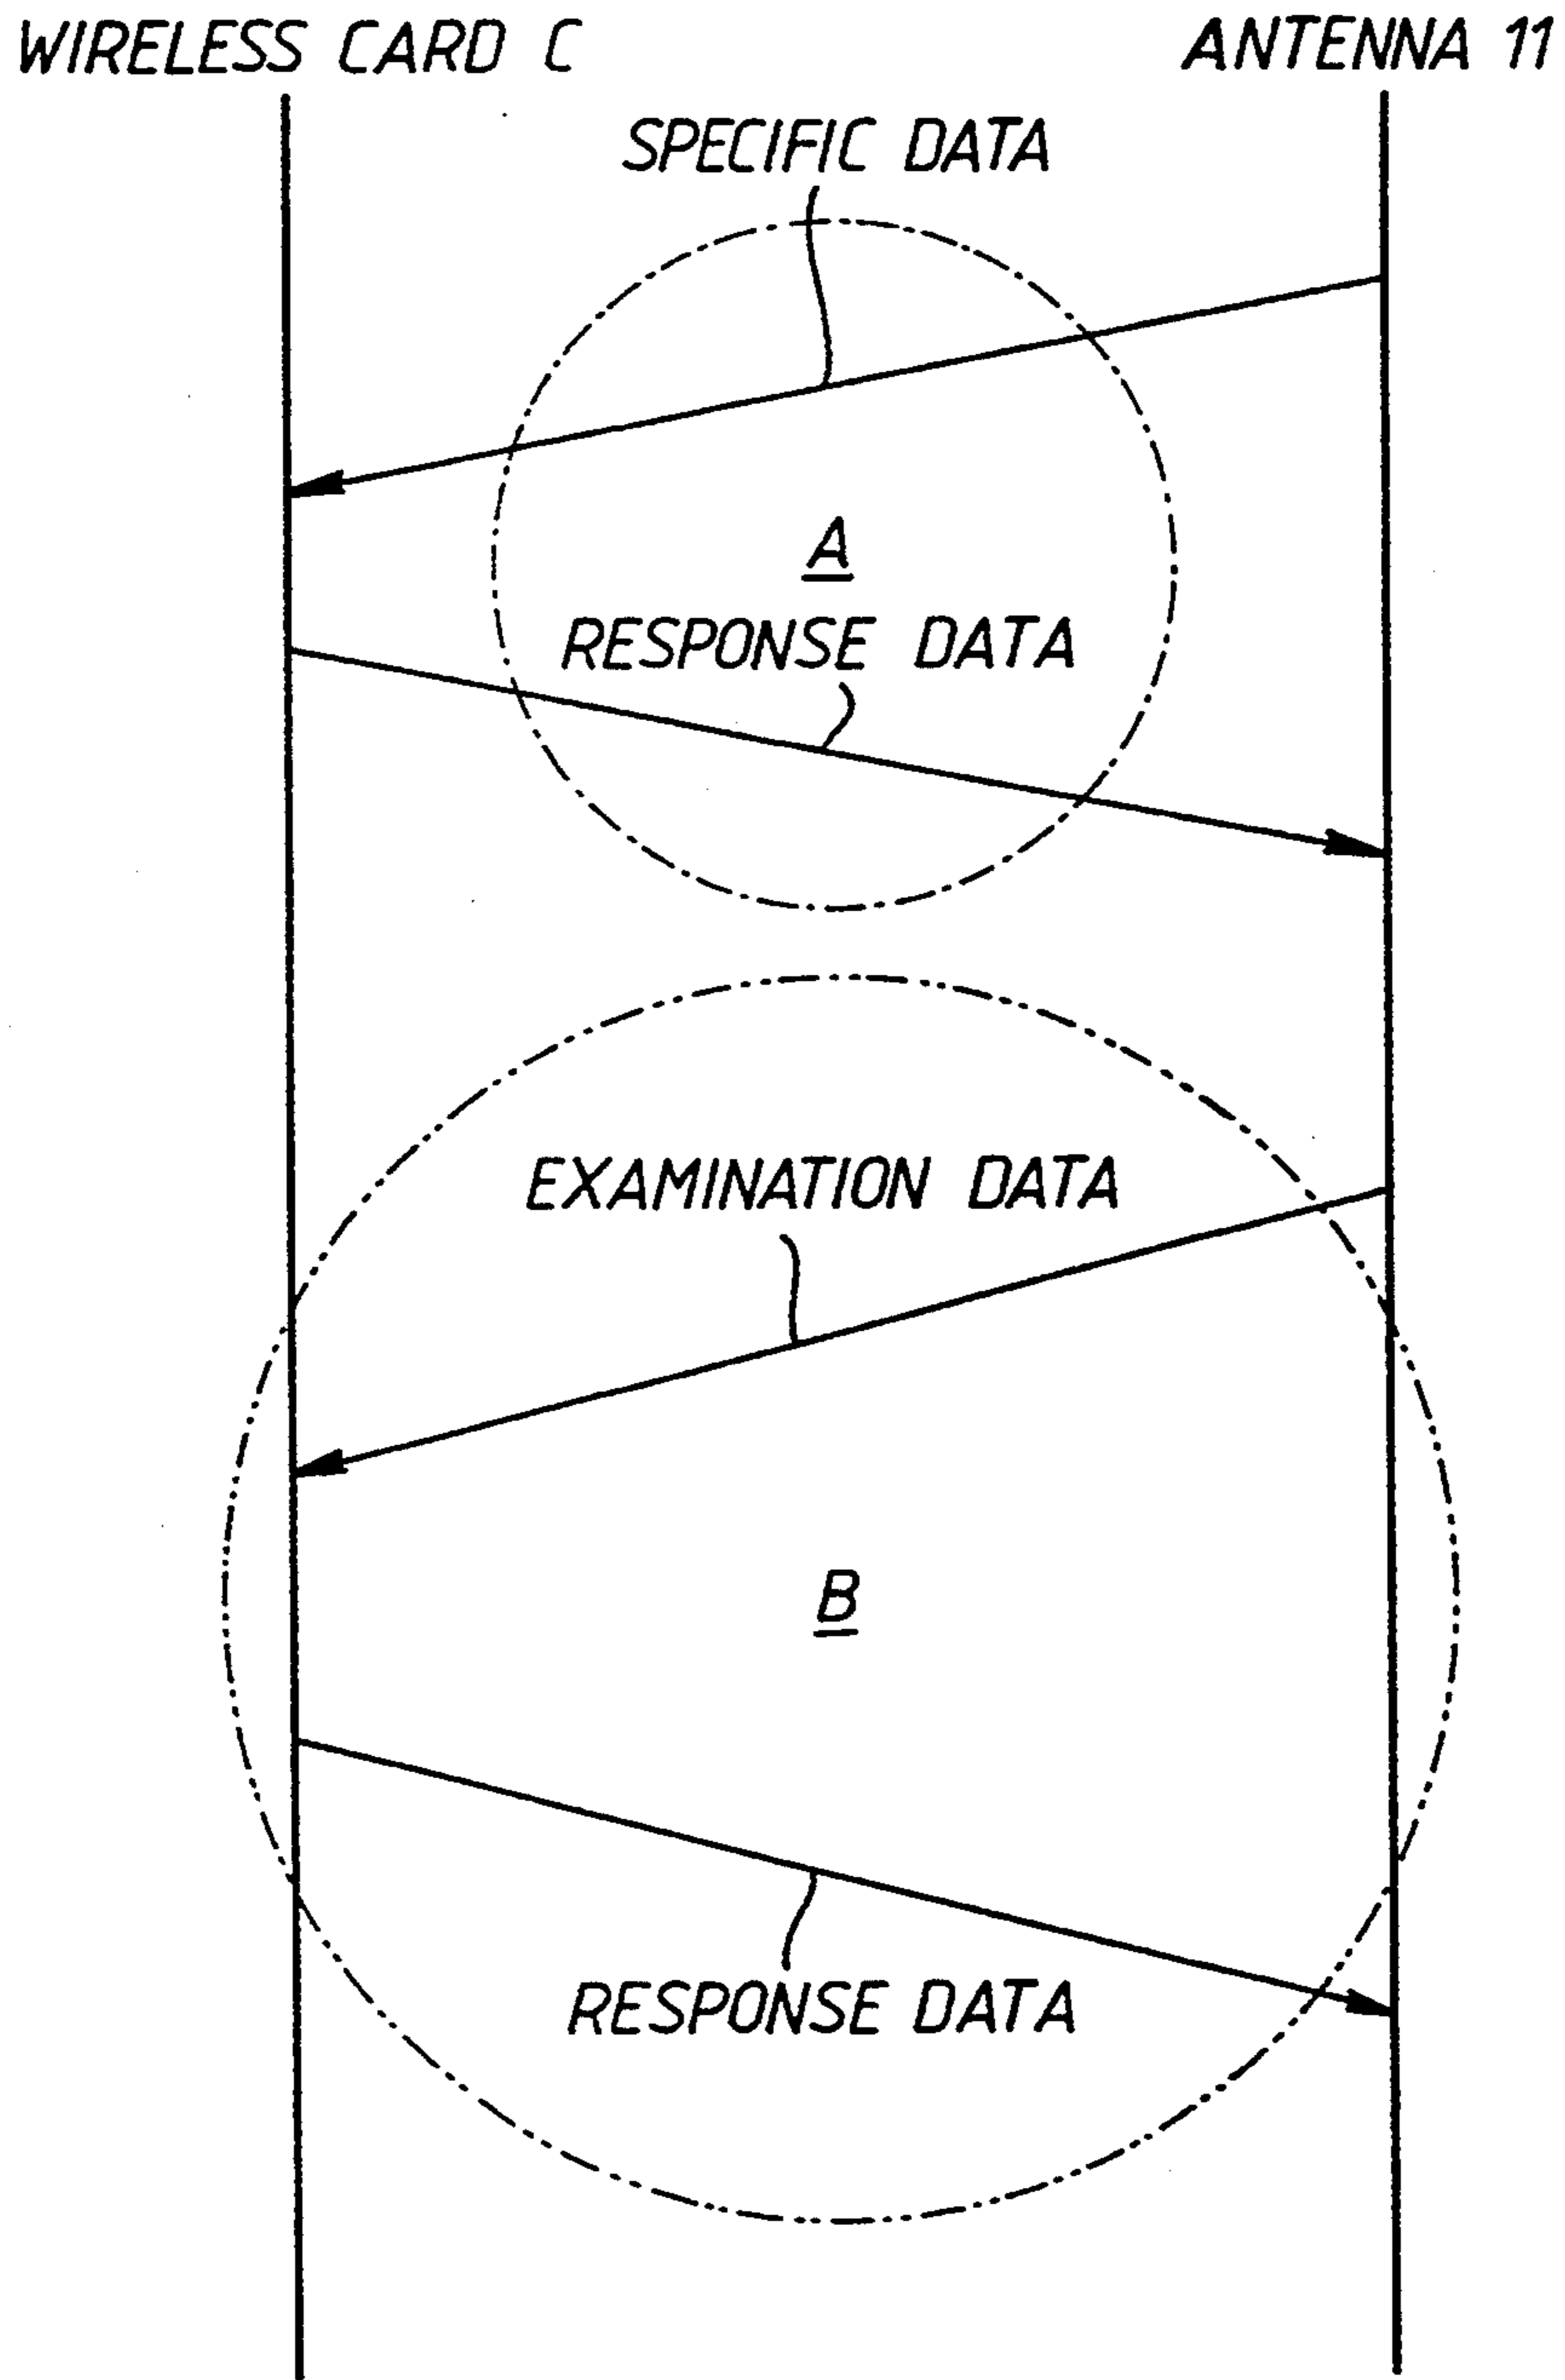 WIRELESS CARD C
ANTENNA 11
SPECIFIC DATA
A
RESPONSE DATA
EXAMINATION DATA
B
RESPONSE DATA